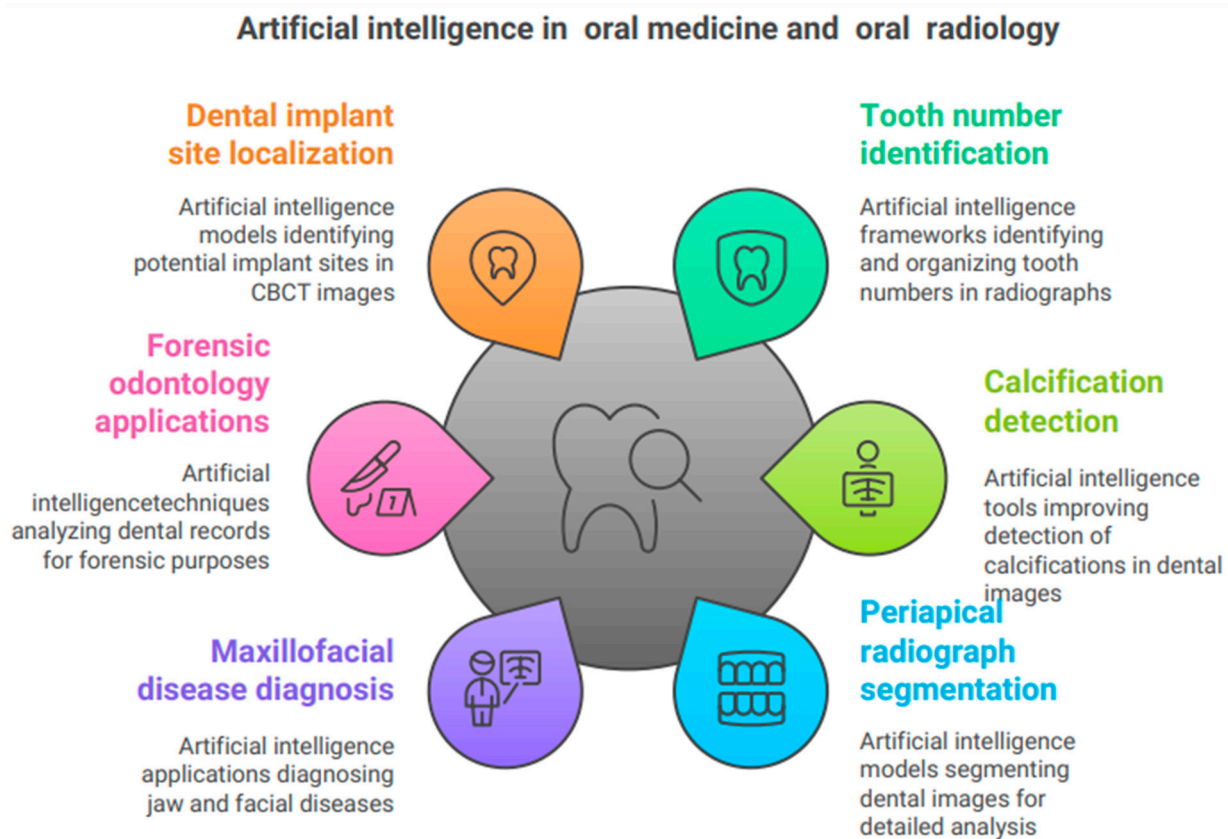 Artificial intelligence in oral medicine and oral radiology
Dental implant
site localization
Artificial intelligence
models identifying
potential implant sites in
CBCT images
Tooth number
identification
Artificial intelligence
frameworks identifying
and organizing tooth
numbers in radiographs
Forensic
odontology
applications
Artificial
intelligencetechniques
analyzing dental records
for forensic purposes
1
Calcification
detection
Artificial intelligence
tools improving
detection of
calcifications in dental
images
Maxillofacial
disease diagnosis
Artificial intelligence
applications diagnosing
jaw and facial diseases
Periapical
radiograph
segmentation
Artificial intelligence
models segmenting
dental images for
detailed analysis